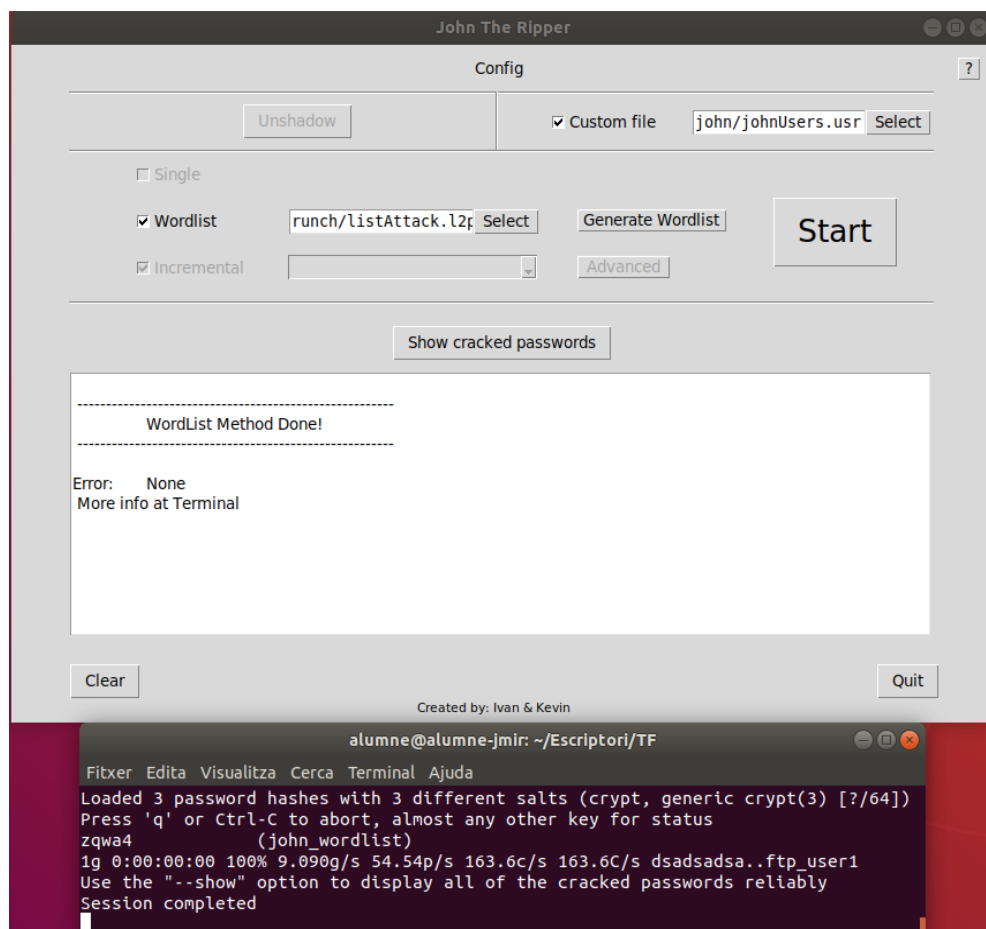 John The Ripper
Config
?
Unshadow
Custom file john/johnUsers.usr Select
Single
Wordlist runch/listAttack.l2p Select Generate Wordlist
Start
Incremental Advanced
Show cracked passwords
-------------------------------------------------------
WordList Method Done!
-------------------------------------------------------
Error: None
More info at Terminal
Clear
Quit
Created by: Ivan & Kevin
alumne@alumne-jmir: ~/Escriptori/TF
Fitxer Edita Visualitza Cerca Terminal Ajuda
Loaded 3 password hashes with 3 different salts (crypt, generic crypt(3) [?/64])
Press 'q' or Ctrl-C to abort, almost any other key for status
zqwa4 (john_wordlist)
1g 0:00:00:00 100% 9.090g/s 54.54p/s 163.6c/s 163.6C/s dsadsadsa..ftp_user1
Use the "--show" option to display all of the cracked passwords reliably
Session completed